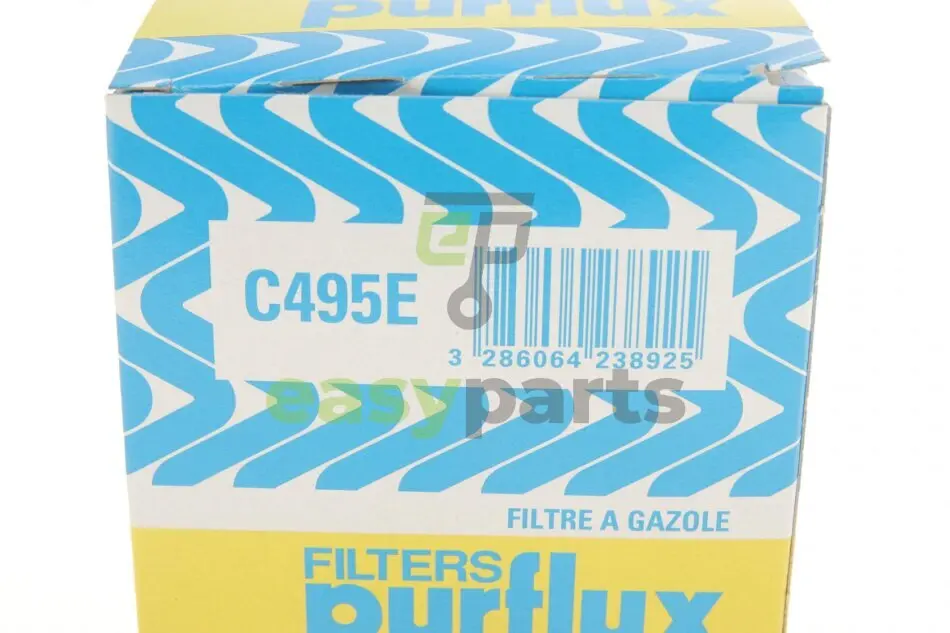 purflux
C495E
3 286064 238925
easyparts
FILTRE A GAZOLE
FILTERS
purflux